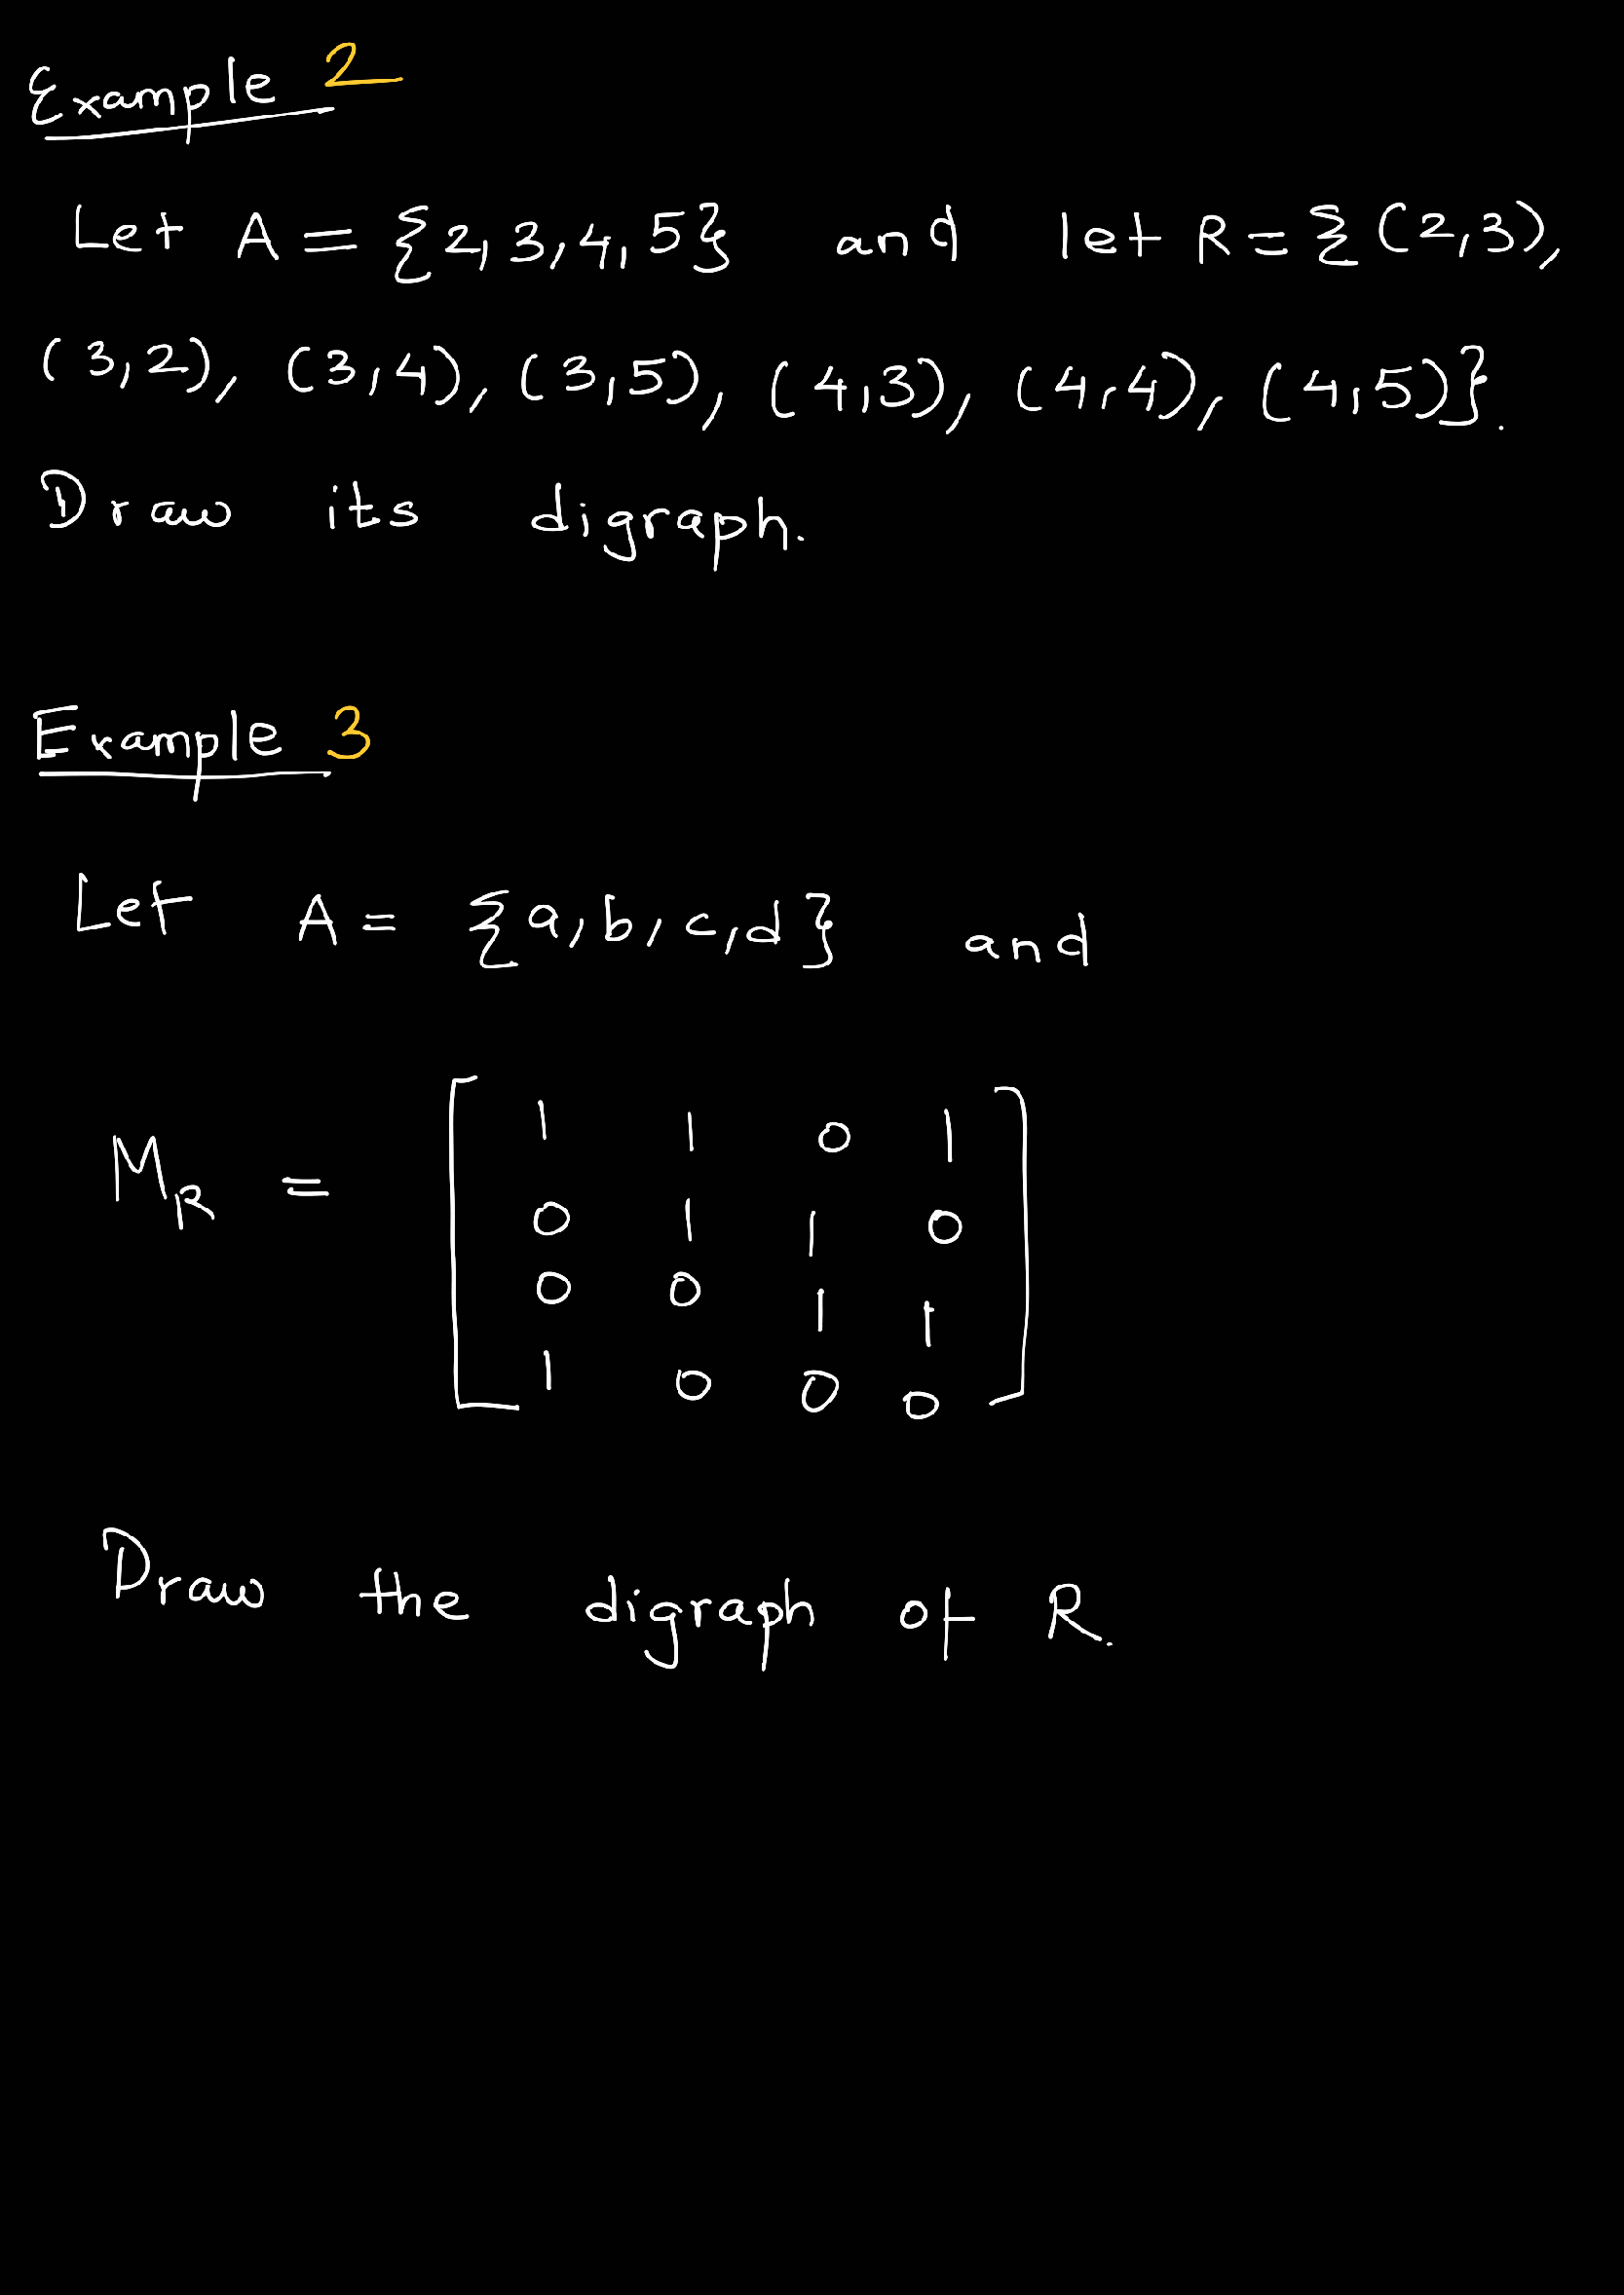 Example 2
Let A = {2,3,4,5} and let R = {(2,3),
(3,2), (3,4), (3,5), (4,3), (4,4), (4,5)}.
Draw its digraph.
Example 3
Let A = {a,b,c,d} and
M_R = [ 1 1 0 1
0 1 1 0
0 0 1 1
1 0 0 0 ]
Draw the digraph of R.